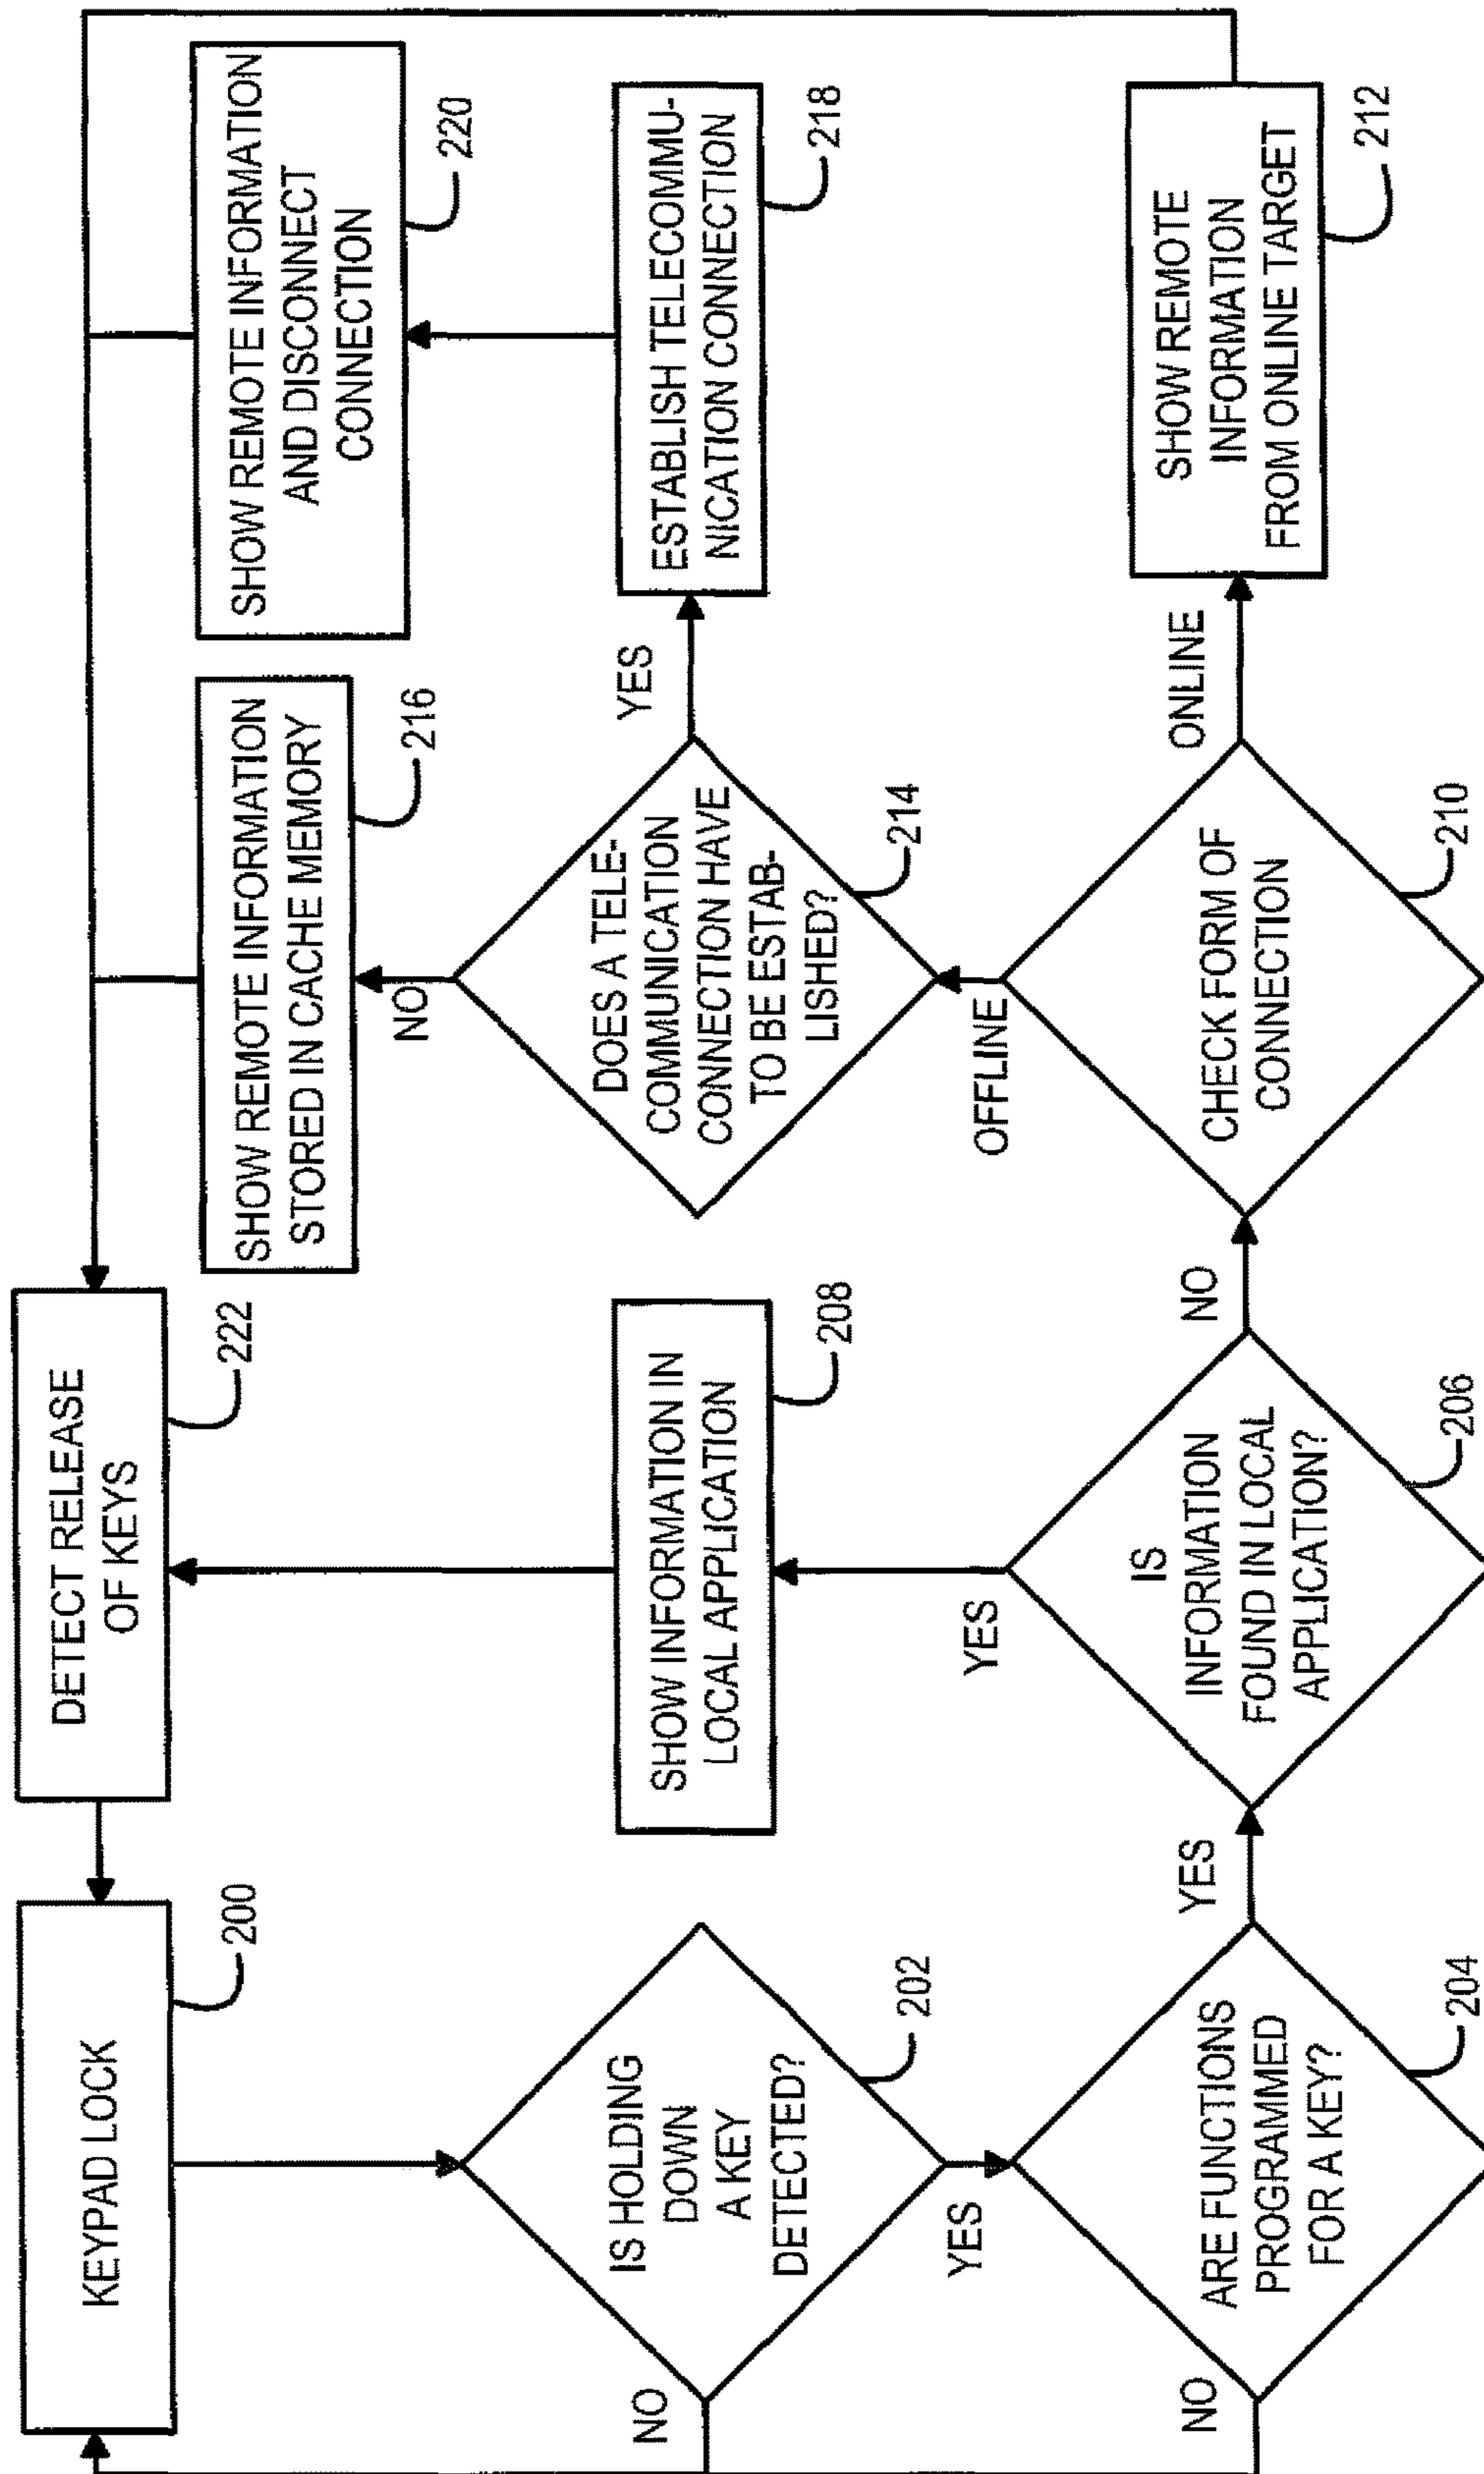 KEYPAD LOCK
200
DETECT RELEASE
OF KEYS
222
IS HOLDING
DOWN
A KEY
DETECTED?
202
NO
YES
ARE FUNCTIONS
PROGRAMMED
FOR A KEY?
204
NO
YES
IS
INFORMATION
FOUND IN LOCAL
APPLICATION?
206
YES
NO
SHOW INFORMATION IN
LOCAL APPLICATION
208
CHECK FORM OF
CONNECTION
210
OFFLINE
ONLINE
SHOW REMOTE
INFORMATION
FROM ONLINE TARGET
212
DOES A TELE-
COMMUNICATION
CONNECTION HAVE
TO BE ESTAB-
LISHED?
214
NO
YES
SHOW REMOTE INFORMATION
STORED IN CACHE MEMORY
216
ESTABLISH TELECOMMU-
NICATION CONNECTION
218
SHOW REMOTE INFORMATION
AND DISCONNECT
CONNECTION
220